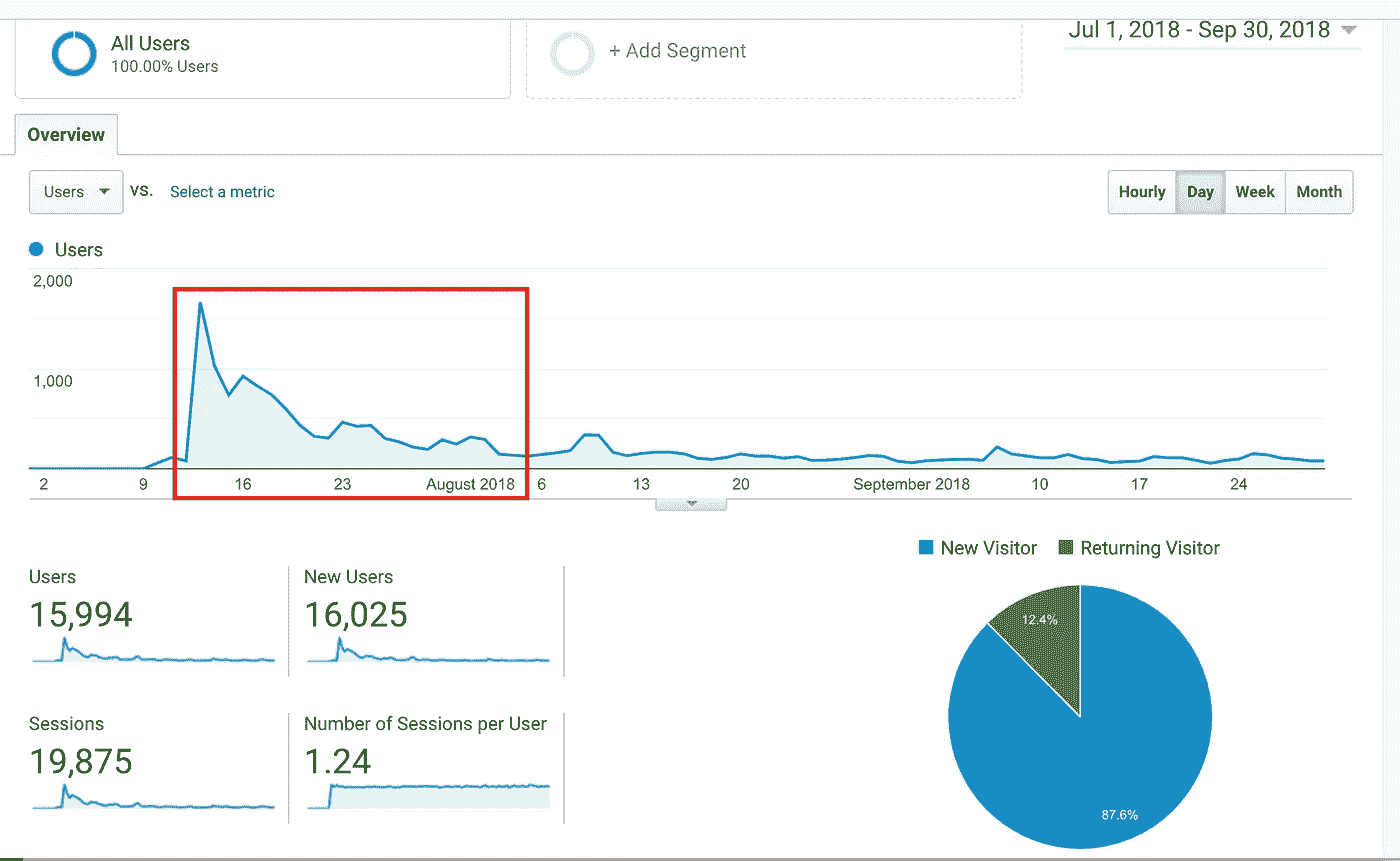 All Users
100.00% Users
+ Add Segment
Jul 1, 2018 - Sep 30, 2018
Overview
Users VS. Select a metric
Hourly Day Week Month
Users
2,000
1,000
2 9 16 23 August 2018 6 13 20 September 2018 10 17 24
New Visitor Returning Visitor
Users
15,994
New Users
16,025
Sessions
19,875
Number of Sessions per User
1.24
12.4%
87.6%